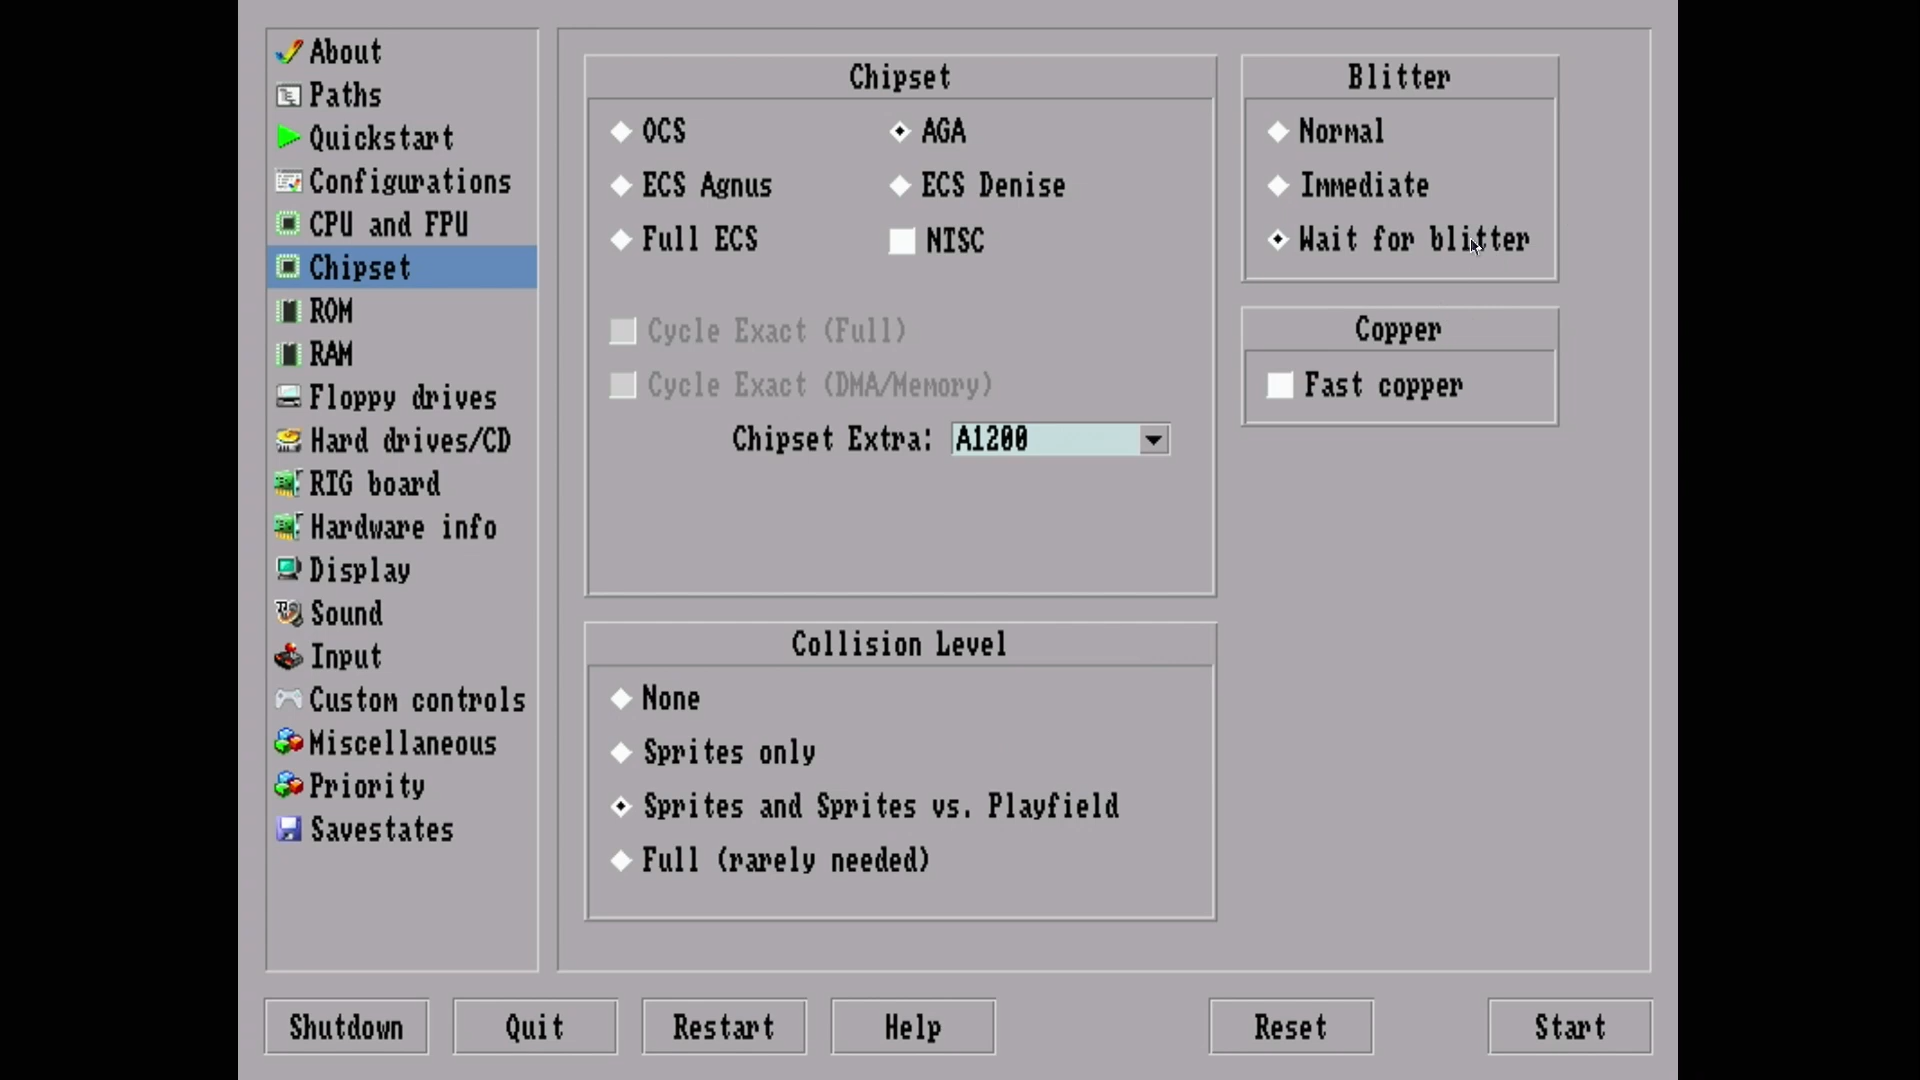 About
Paths
Quickstart
Configurations
CPU and FPU
Chipset
ROM
RAM
Floppy drives
Hard drives/CD
RTG board
Hardware info
Display
Sound
Input
Custom controls
Miscellaneous
Priority
Savestates
Chipset
OCS
AGA
ECS Agnus
ECS Denise
Full ECS
NTSC
Cycle Exact (Full)
Cycle Exact (DMA/Memory)
Chipset Extra: A1200
Collision Level
None
Sprites only
Sprites and Sprites vs. Playfield
Full (rarely needed)
Blitter
Normal
Immediate
Wait for blitter
Copper
Fast copper
Shutdown
Quit
Restart
Help
Reset
Start